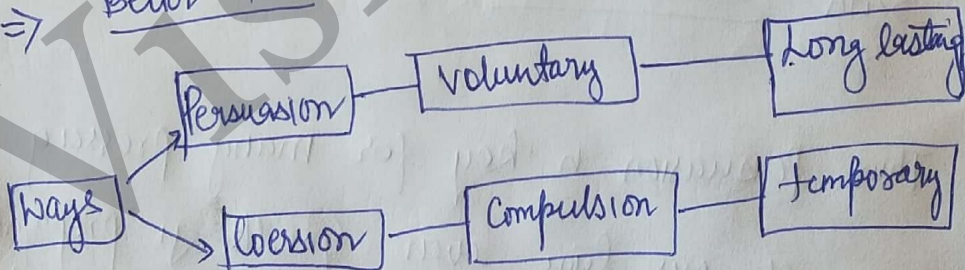 =>
Persuasion voluntary Long lasting
Ways
Coersion Compulsion temporary